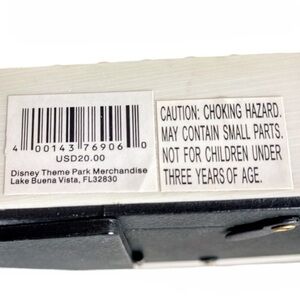 4 00143 76906 0
USD20.00
Disney Theme Park Merchandise
Lake Buena Vista, FL32830
CAUTION: CHOKING HAZARD.
MAY CONTAIN SMALL PARTS.
NOT FOR CHILDREN UNDER
THREE YEARS OF AGE.